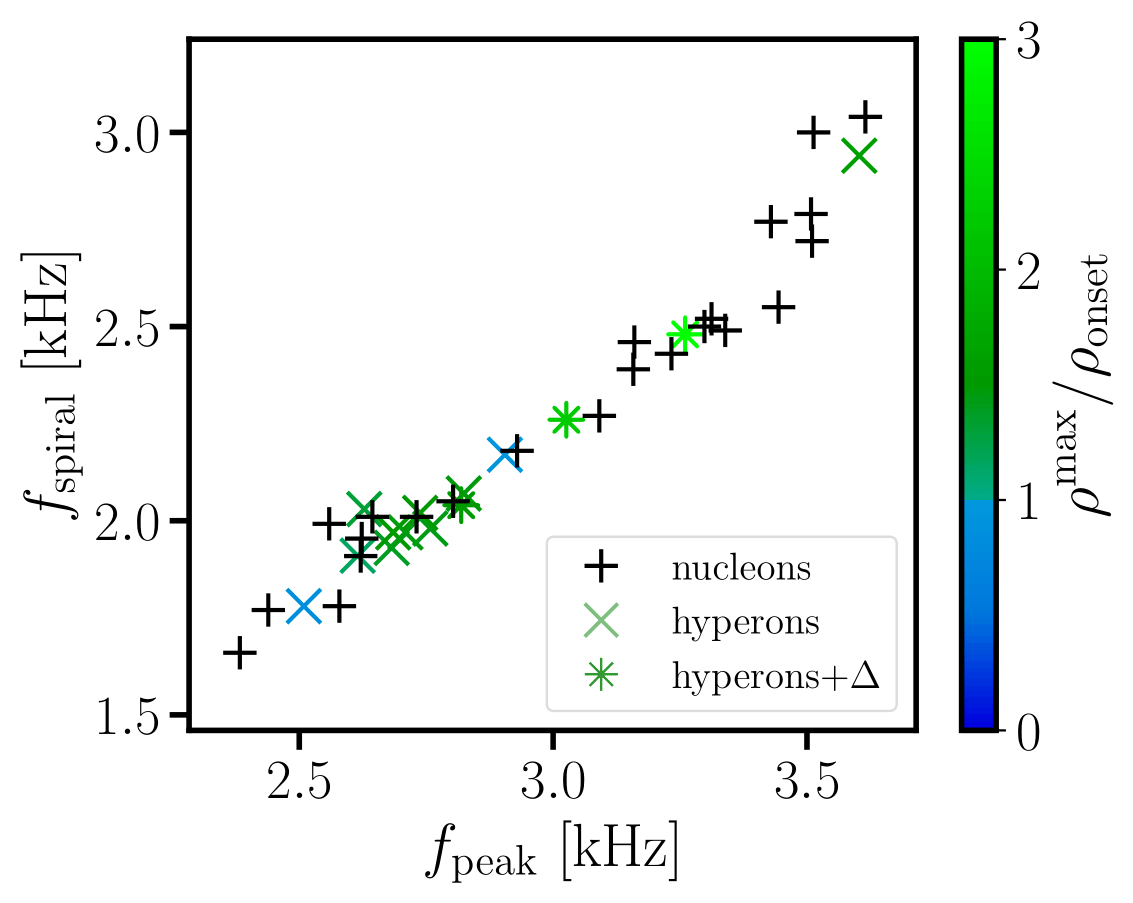 f_spiral [kHz]
3.0
2.5
2.0
1.5
2.5 3.0 3.5
f_peak [kHz]
nucleons
hyperons
hyperons+Δ
3
2
1
0
ρ^max/ρ_onset